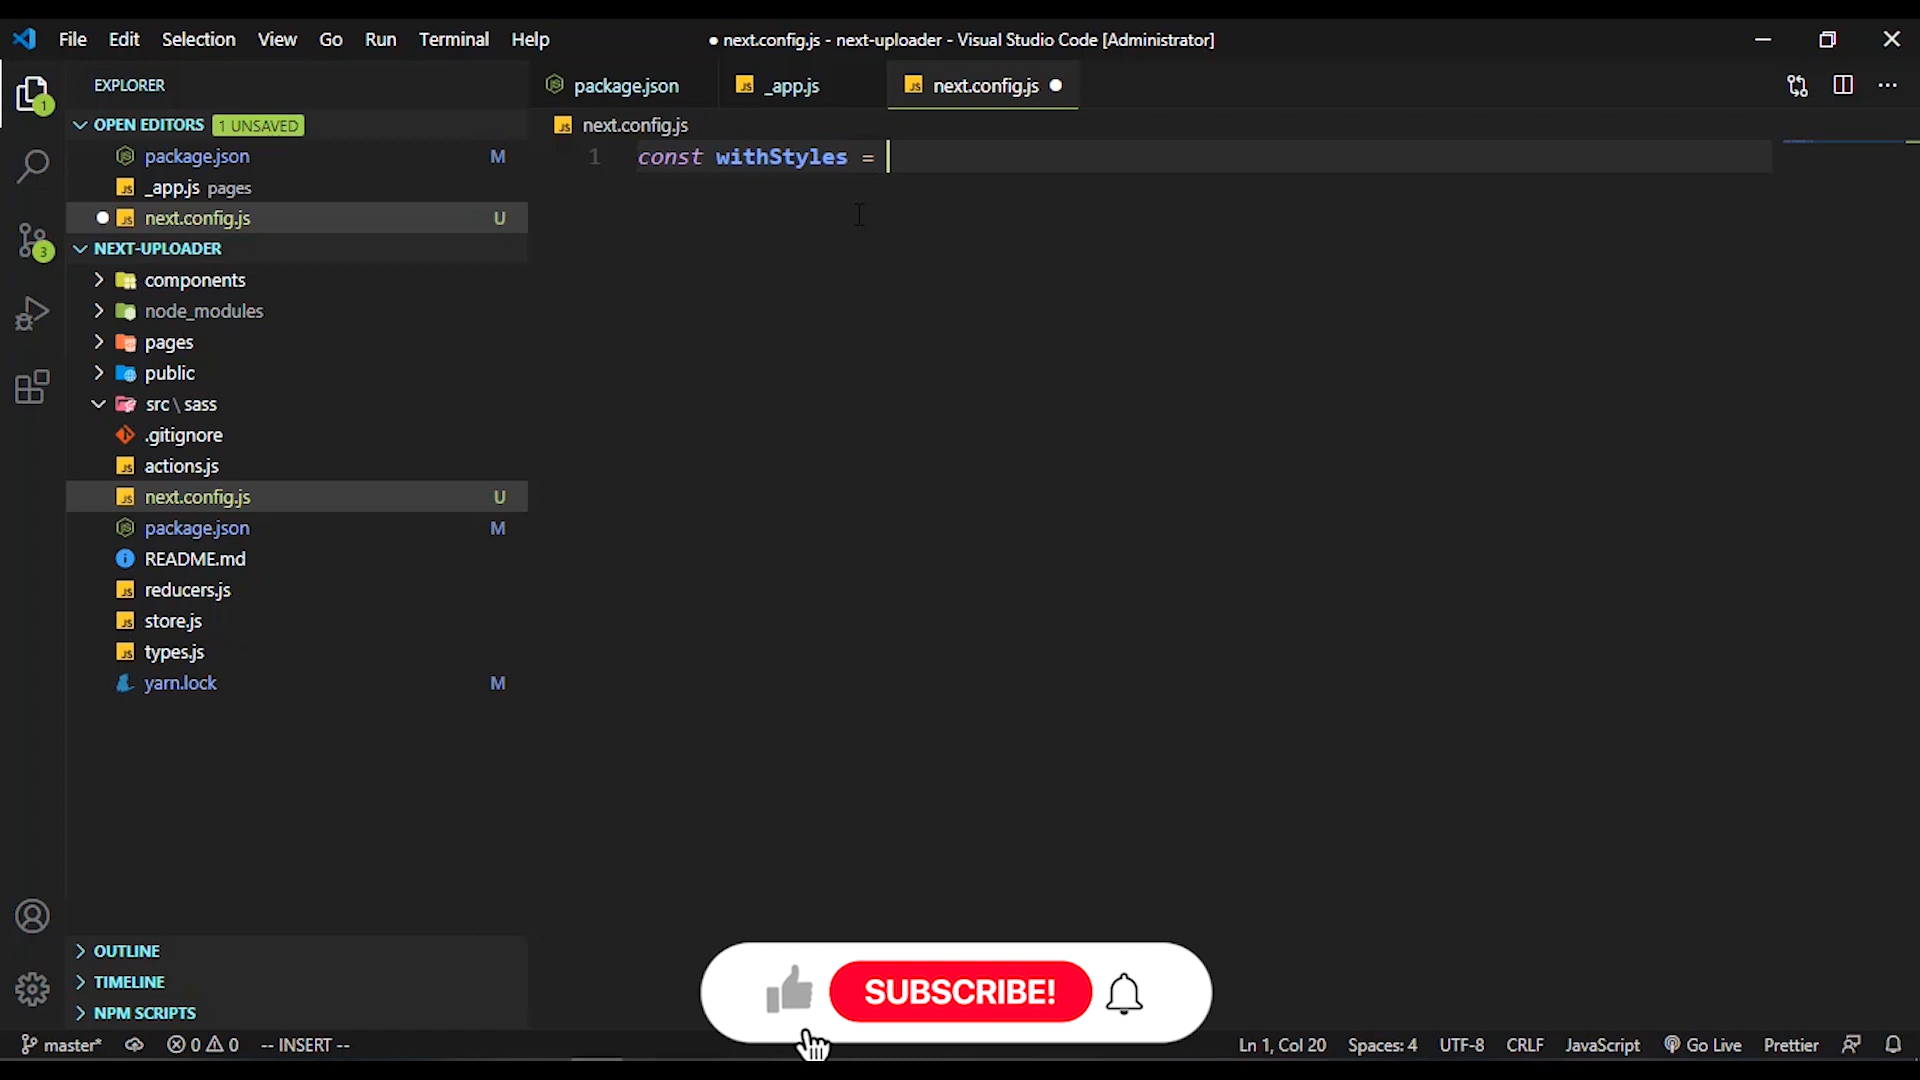 File Edit Selection View Go Run Terminal Help
● next.config.js - next-uploader - Visual Studio Code [Administrator]
EXPLORER
1
OPEN EDITORS 1 UNSAVED
package.json M
_app.js pages
next.config.js U
NEXT-UPLOADER
3
components
node_modules
pages
public
src \ sass
.gitignore
actions.js
next.config.js U
package.json M
README.md
reducers.js
store.js
types.js
yarn.lock M
OUTLINE
TIMELINE
NPM SCRIPTS
package.json
_app.js
next.config.js
next.config.js
1 const withStyles =
SUBSCRIBE!
master* 0 0 -- INSERT --
Ln 1, Col 20 Spaces: 4 UTF-8 CRLF JavaScript Go Live Prettier